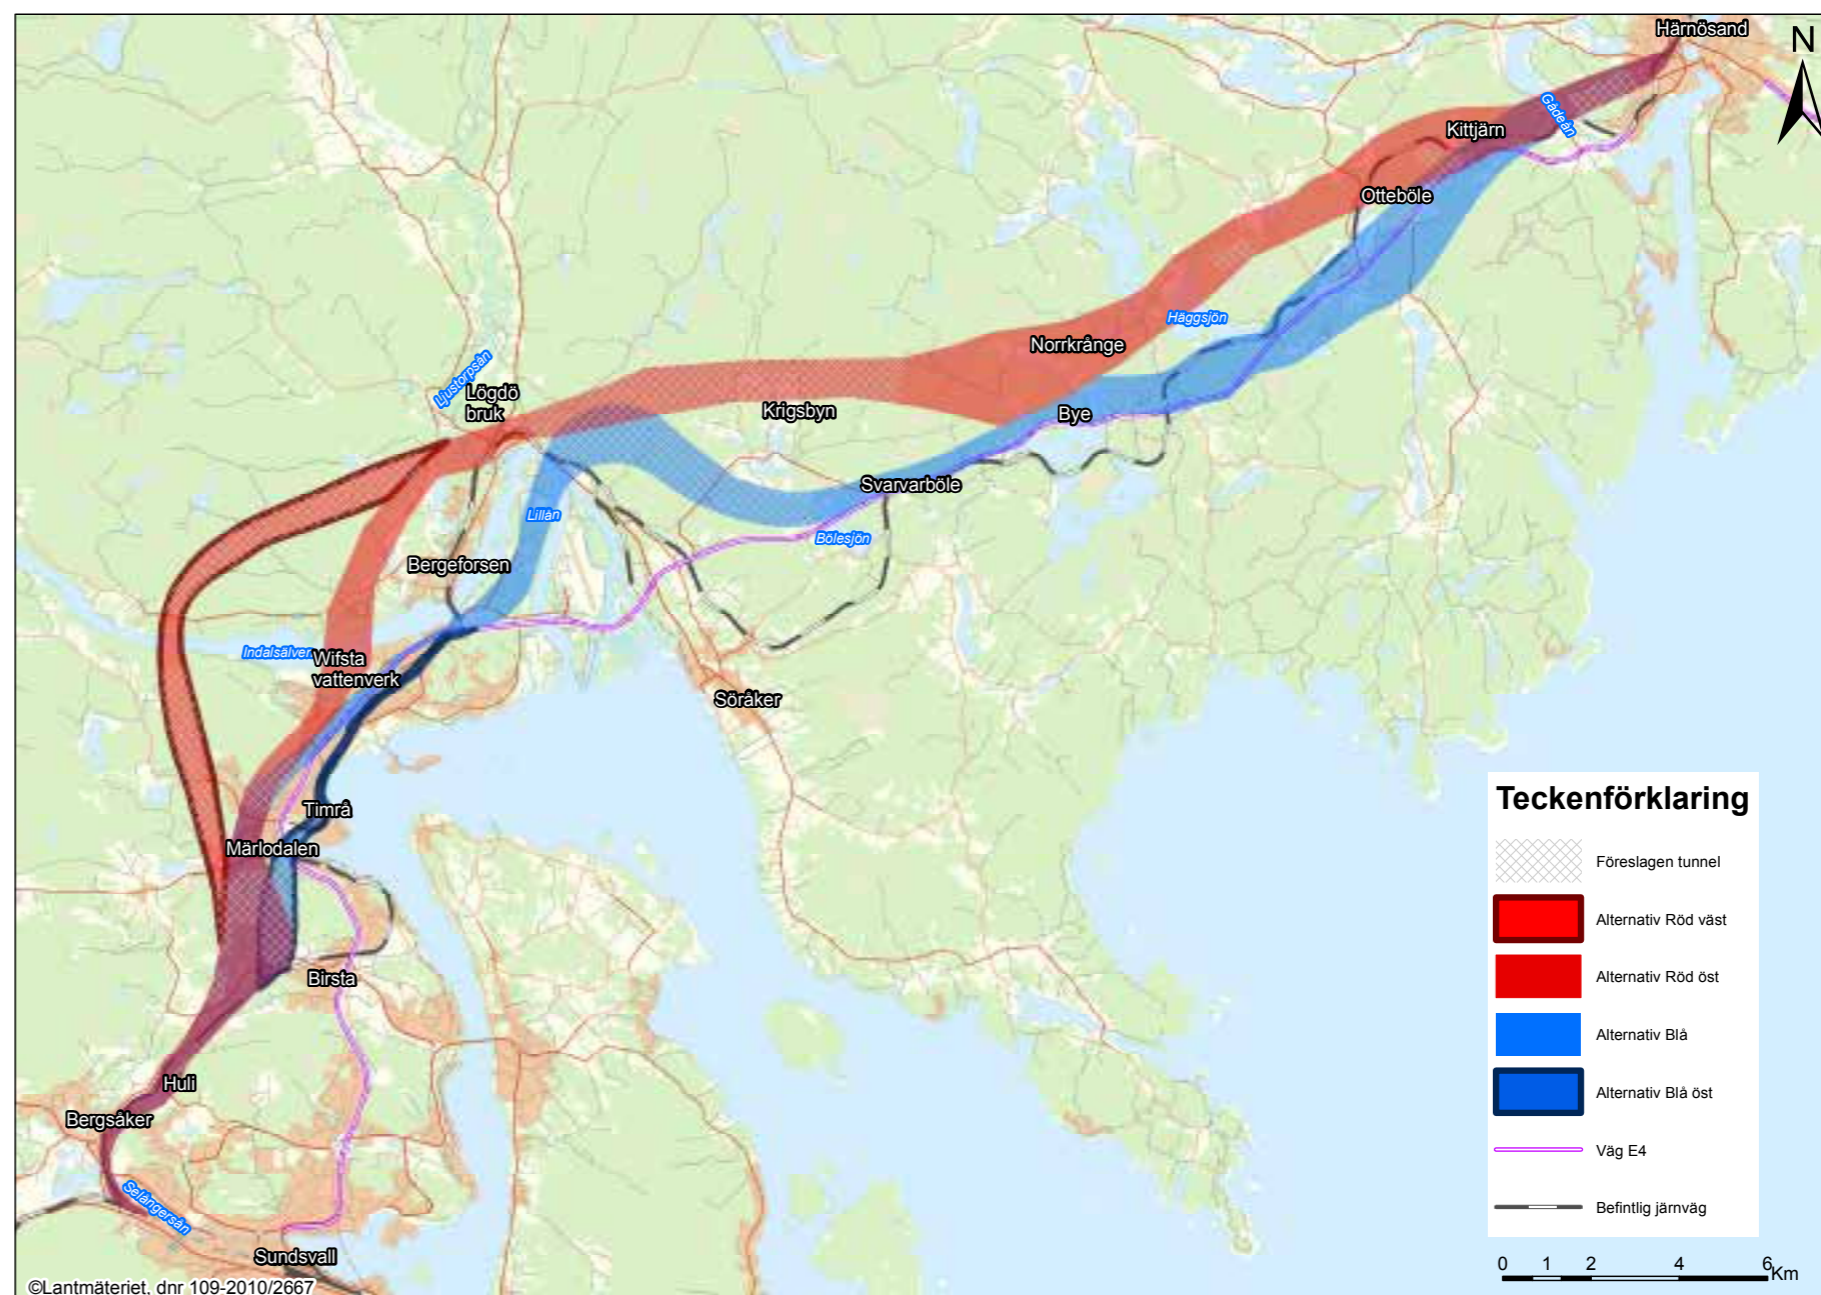 Härnösand
N
Gådeån
Kittjärn
Otteböle
Häggsjön
Norrkrånge
Ljustorpsån
Lögdö
bruk
Krigsbyn
Bye
Svarvarböle
Lillån
Bölesjön
Bergeforsen
Indalsälven
Wifsta
vattenverk
Söråker
Timrå
Märlodalen
Birsta
Huli
Bergsåker
Selångersån
Sundsvall
©Lantmäteriet, dnr 109-2010/2667
Teckenförklaring
Föreslagen tunnel
Alternativ Röd väst
Alternativ Röd öst
Alternativ Blå
Alternativ Blå öst
Väg E4
Befintlig järnväg
0 1 2 4 6 Km